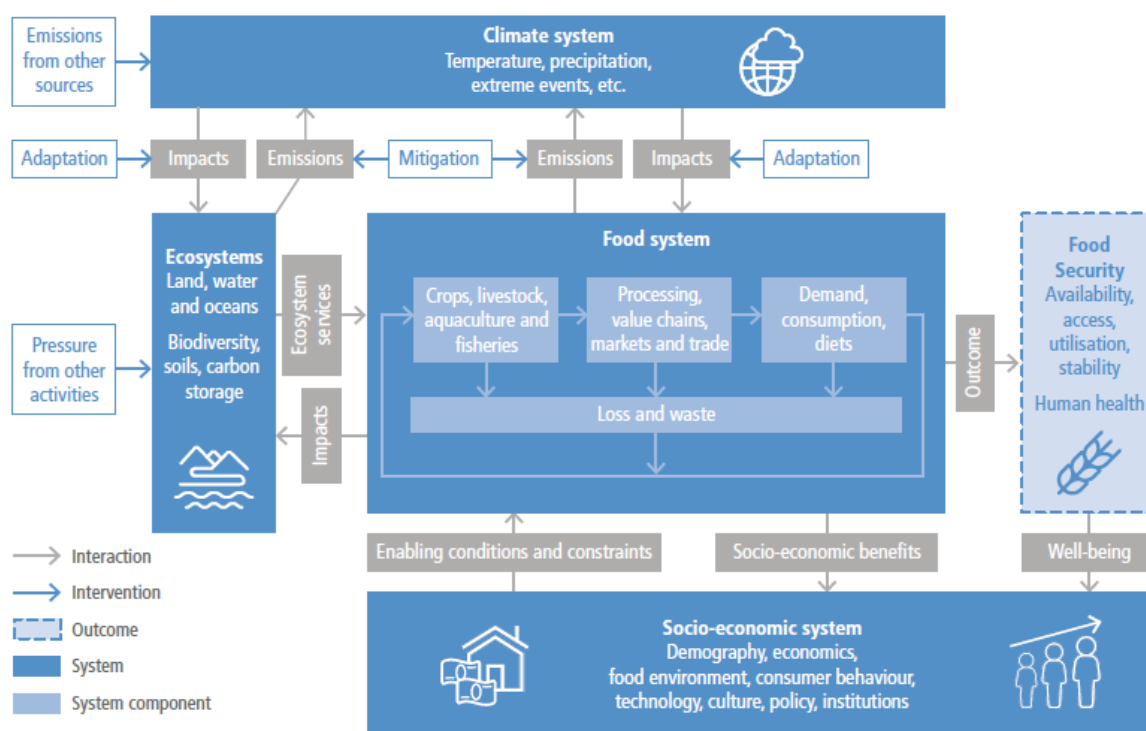 Emissions
from other
sources
Climate system
Temperature, precipitation,
extreme events, etc.
Adaptation
Impacts
Emissions
Mitigation
Emissions
Impacts
Adaptation
Pressure
from other
activities
Ecosystems
Land, water
and oceans
Biodiversity,
soils, carbon
storage
Ecosystem
services
Impacts
Food system
Crops, livestock,
aquaculture and
fisheries
Processing,
value chains,
markets and trade
Demand,
consumption,
diets
Loss and waste
Outcome
Food
Security
Availability,
access,
utilisation,
stability
Human health
Enabling conditions and constraints
Socio-economic benefits
Well-being
Socio-economic system
Demography, economics,
food environment, consumer behaviour,
technology, culture, policy, institutions
Interaction
Intervention
Outcome
System
System component